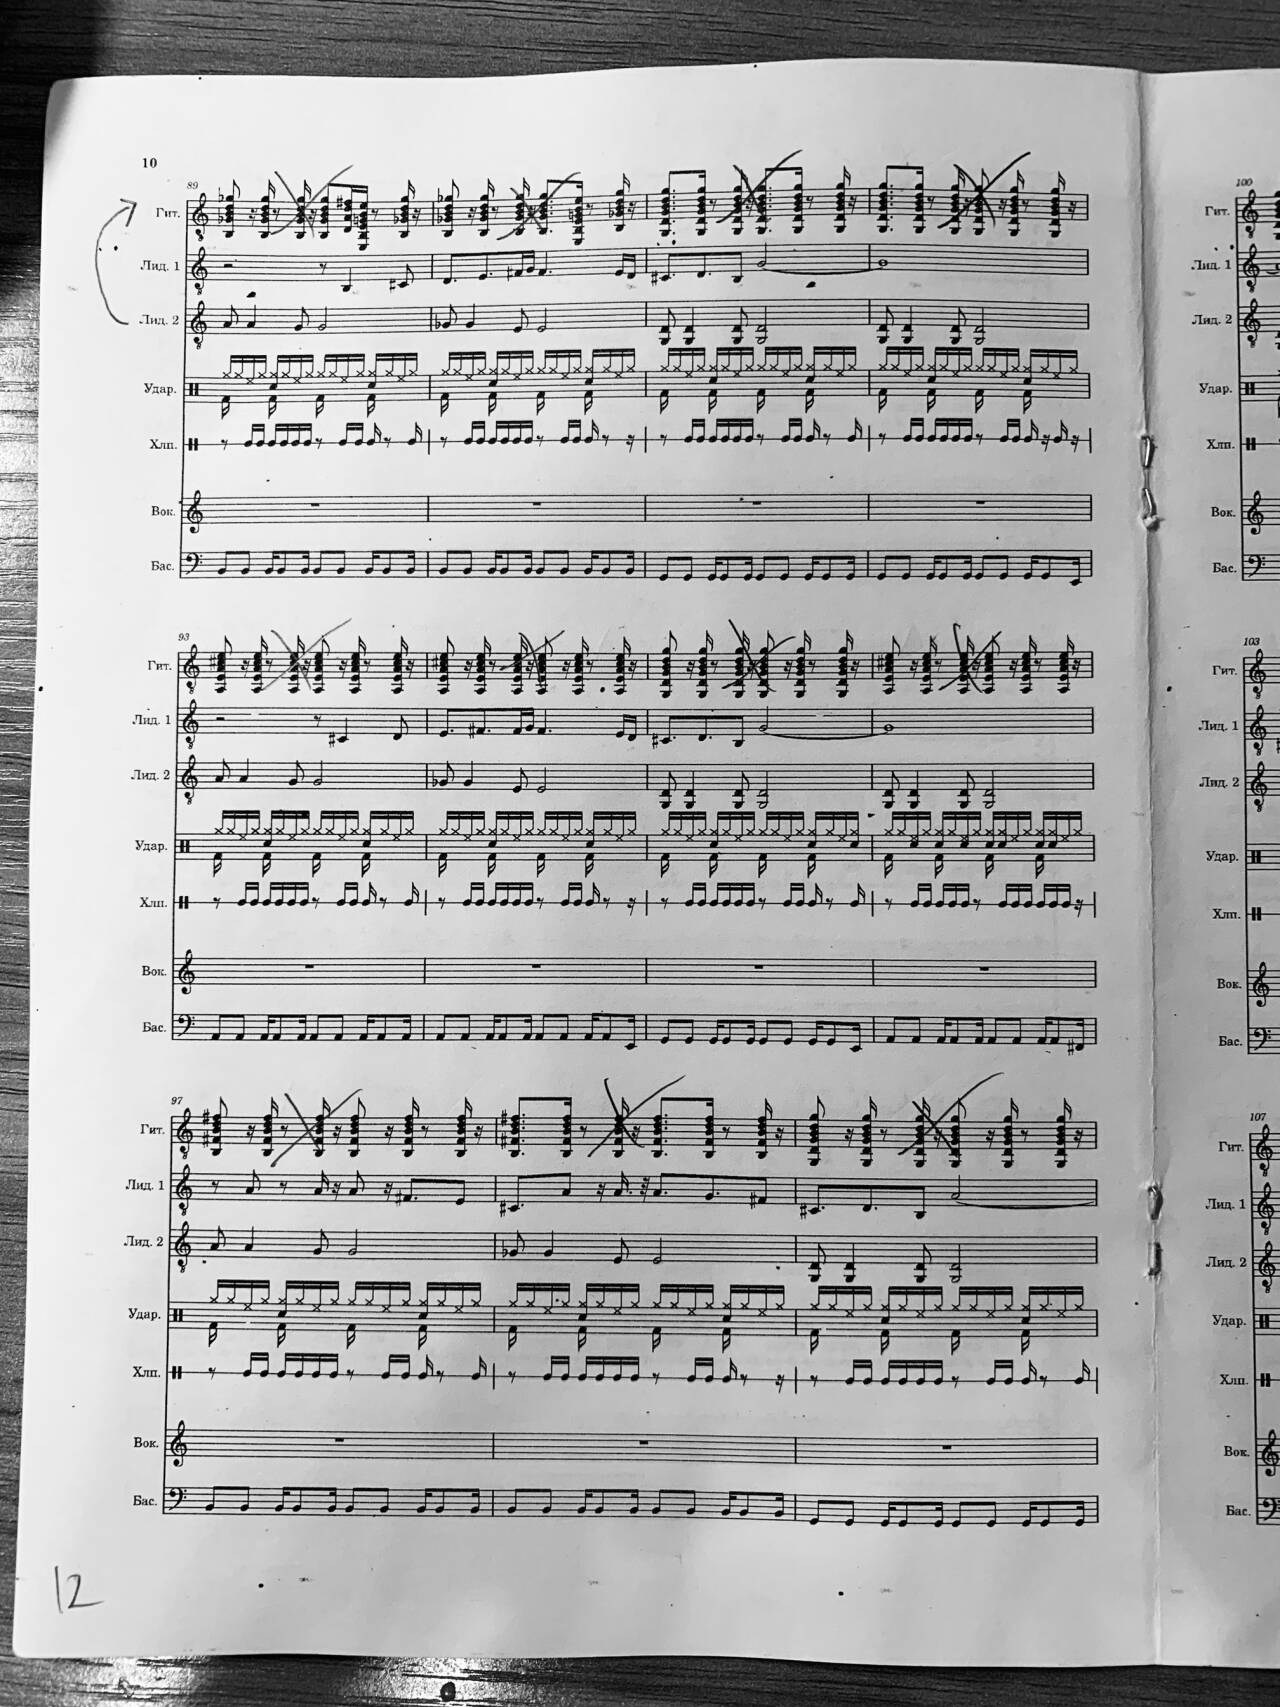 10
89
Гит.
Лид. 1
Лид. 2
Удар.
Хлп.
Вок.
Бас.
93
Гит.
Лид. 1
Лид. 2
Удар.
Хлп.
Вок.
Бас.
97
Гит.
Лид. 1
Лид. 2
Удар.
Хлп.
Вок.
Бас.
12
100
Гит.
Лид. 1
Лид. 2
Удар.
Хлп.
Вок.
Бас.
103
Гит.
Лид. 1
Лид. 2
Удар.
Хлп.
Вок.
Бас.
107
Гит.
Лид. 1
Лид. 2
Удар.
Хлп.
Вок.
Бас.